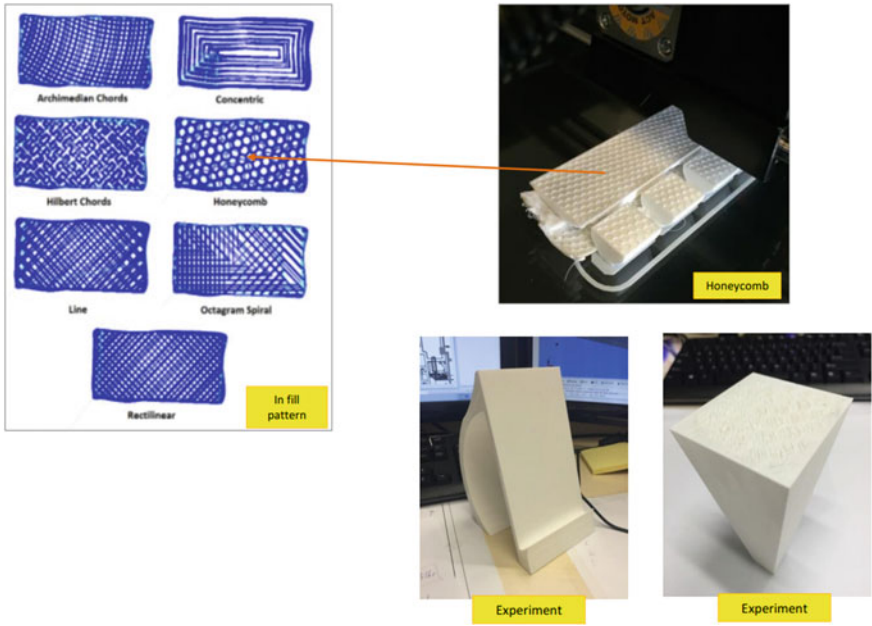 Archimedian Chords
Concentric
Hilbert Chords
Honeycomb
Line
Octagram Spiral
Rectilinear
In fill
pattern
Honeycomb
Experiment
Experiment